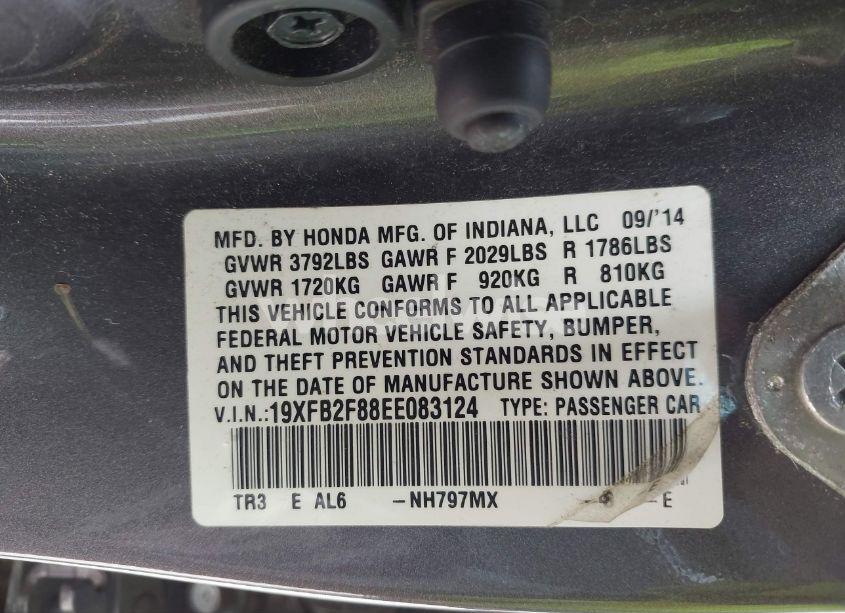 MFD. BY HONDA MFG. OF INDIANA, LLC 09/'14
GVWR 3792LBS GAWR F 2029LBS R 1786LBS
GVWR 1720KG GAWR F 920KG R 810KG
THIS VEHICLE CONFORMS TO ALL APPLICABLE
FEDERAL MOTOR VEHICLE SAFETY, BUMPER,
AND THEFT PREVENTION STANDARDS IN EFFECT
ON THE DATE OF MANUFACTURE SHOWN ABOVE.
V.I.N.:19XFB2F88EE083124 TYPE: PASSENGER CAR
TR3 E AL6 -NH797MX -E